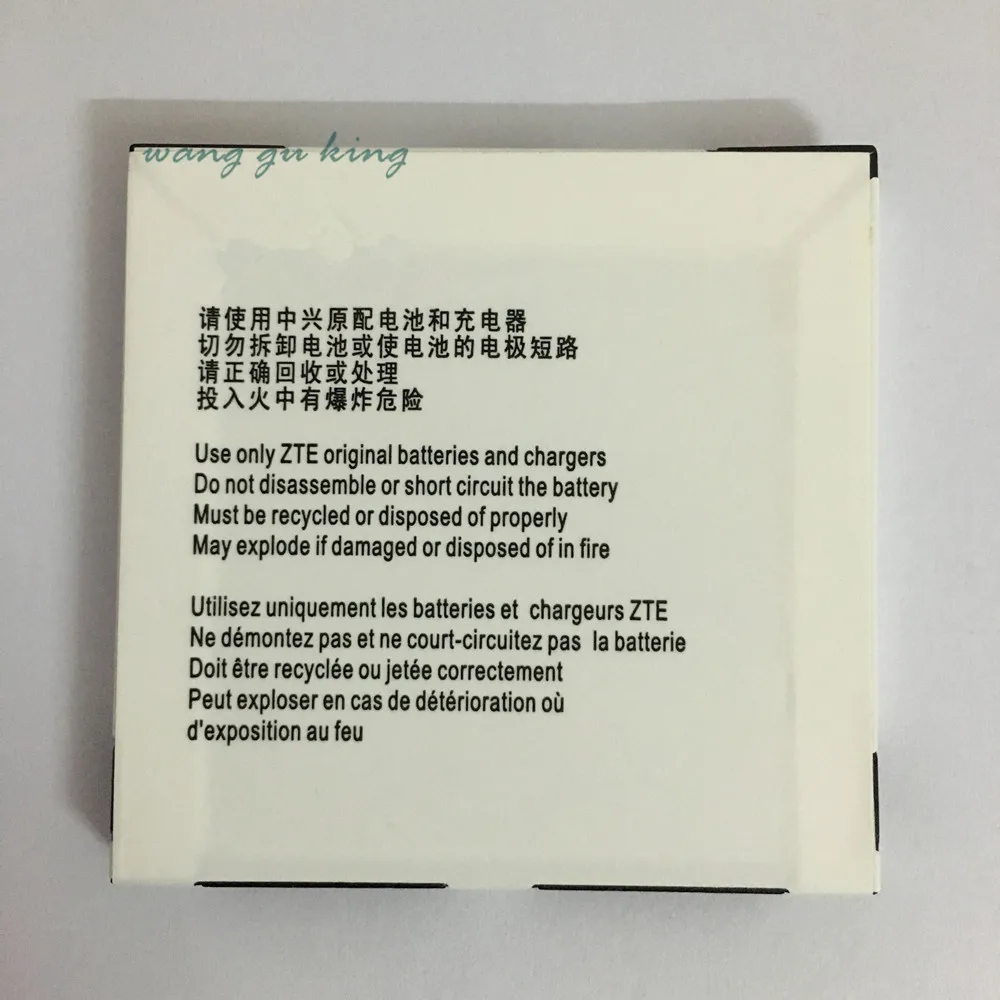 wang gu king
请使用中兴原配电池和充电器
切勿拆卸电池或使电池的电极短路
请正确回收或处理
投入火中有爆炸危险
Use only ZTE original batteries and chargers
Do not disassemble or short circuit the battery
Must be recycled or disposed of properly
May explode if damaged or disposed of in fire
Utilisez uniquement les batteries et chargeurs ZTE
Ne démontez pas et ne court-circuitez pas la batterie
Doit être recyclée ou jetée correctement
Peut exploser en cas de détérioration où
d'exposition au feu